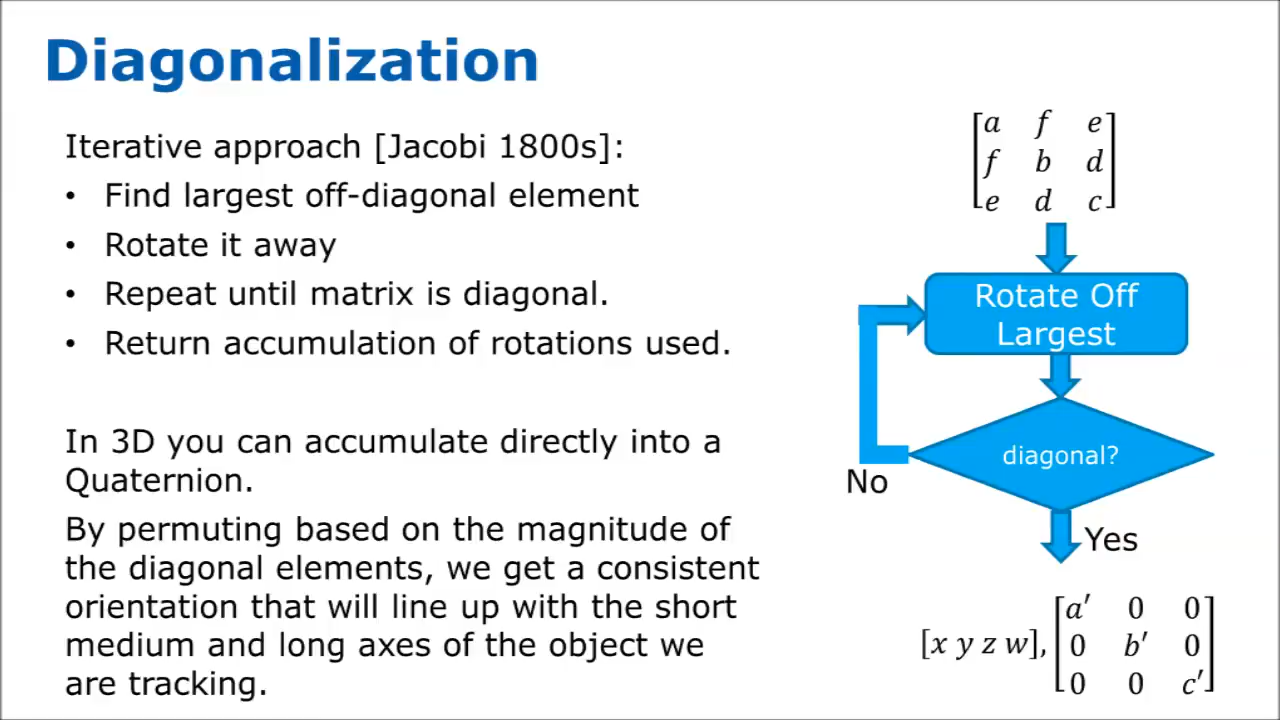 Diagonalization
Iterative approach [Jacobi 1800s]:
• Find largest off-diagonal element
• Rotate it away
• Repeat until matrix is diagonal.
• Return accumulation of rotations used.
In 3D you can accumulate directly into a
Quaternion.
By permuting based on the magnitude of
the diagonal elements, we get a consistent
orientation that will line up with the short
medium and long axes of the object we
are tracking.
a f e
f b d
e d c
Rotate Off
Largest
diagonal?
No
Yes
[x y z w],
a′ 0 0
0 b′ 0
0 0 c′